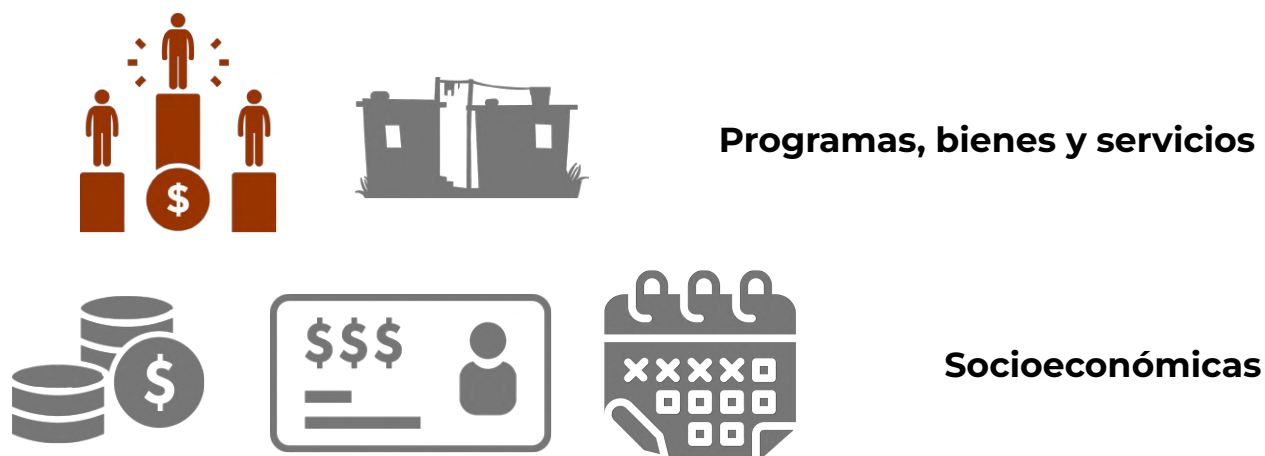 $
Programas, bienes y servicios
$
$$$
Socioeconómicas